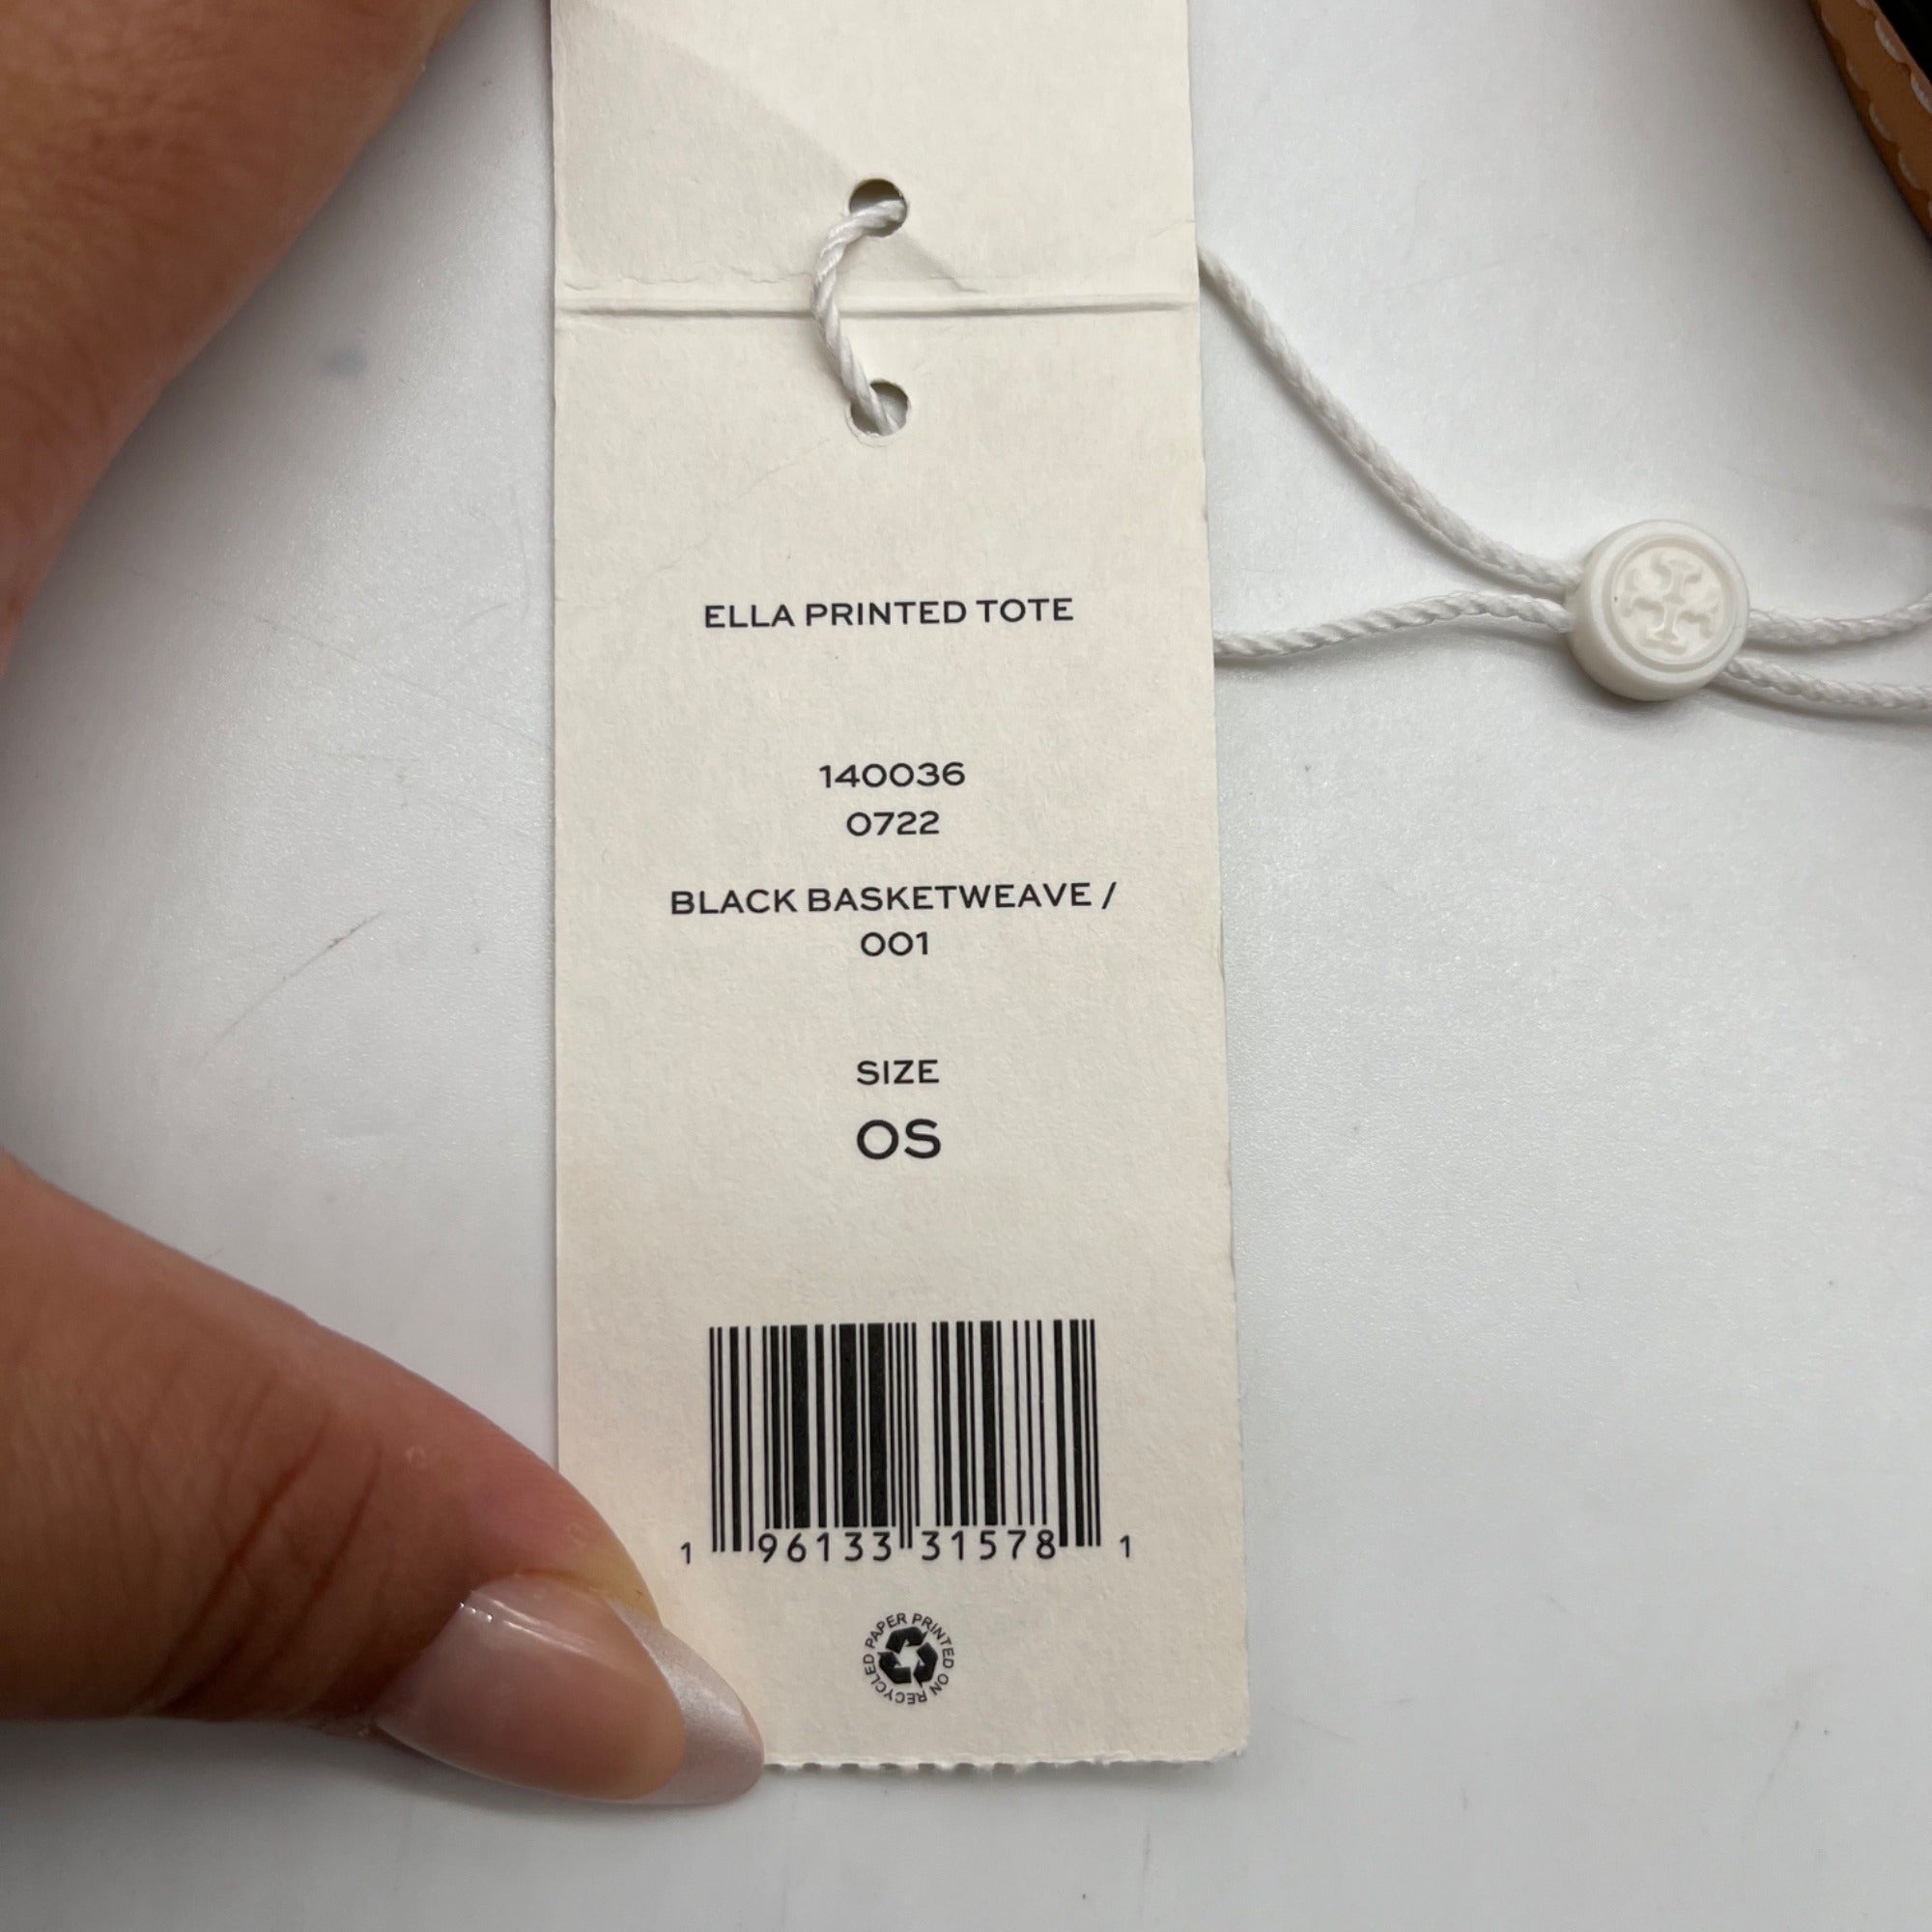 ELLA PRINTED TOTE
140036
0722
BLACK BASKETWEAVE /
001
SIZE
OS
1 96133 31578 1
PRINTED ON RECYCLED PAPER